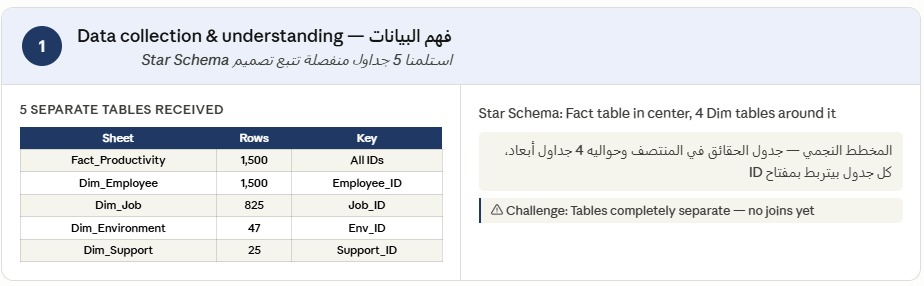 1
Data collection & understanding — فهم البيانات
استلمنا 5 جداول منفصلة تتبع تصميم Star Schema
5 SEPARATE TABLES RECEIVED
Sheet Rows Key
Fact_Productivity 1,500 All IDs
Dim_Employee 1,500 Employee_ID
Dim_Job 825 Job_ID
Dim_Environment 47 Env_ID
Dim_Support 25 Support_ID
Star Schema: Fact table in center, 4 Dim tables around it
المخطط النجمي — جدول الحقائق في المنتصف وحواليه 4 جداول أبعاد،
كل جدول بيتربط بمفتاح ID
⚠ Challenge: Tables completely separate — no joins yet